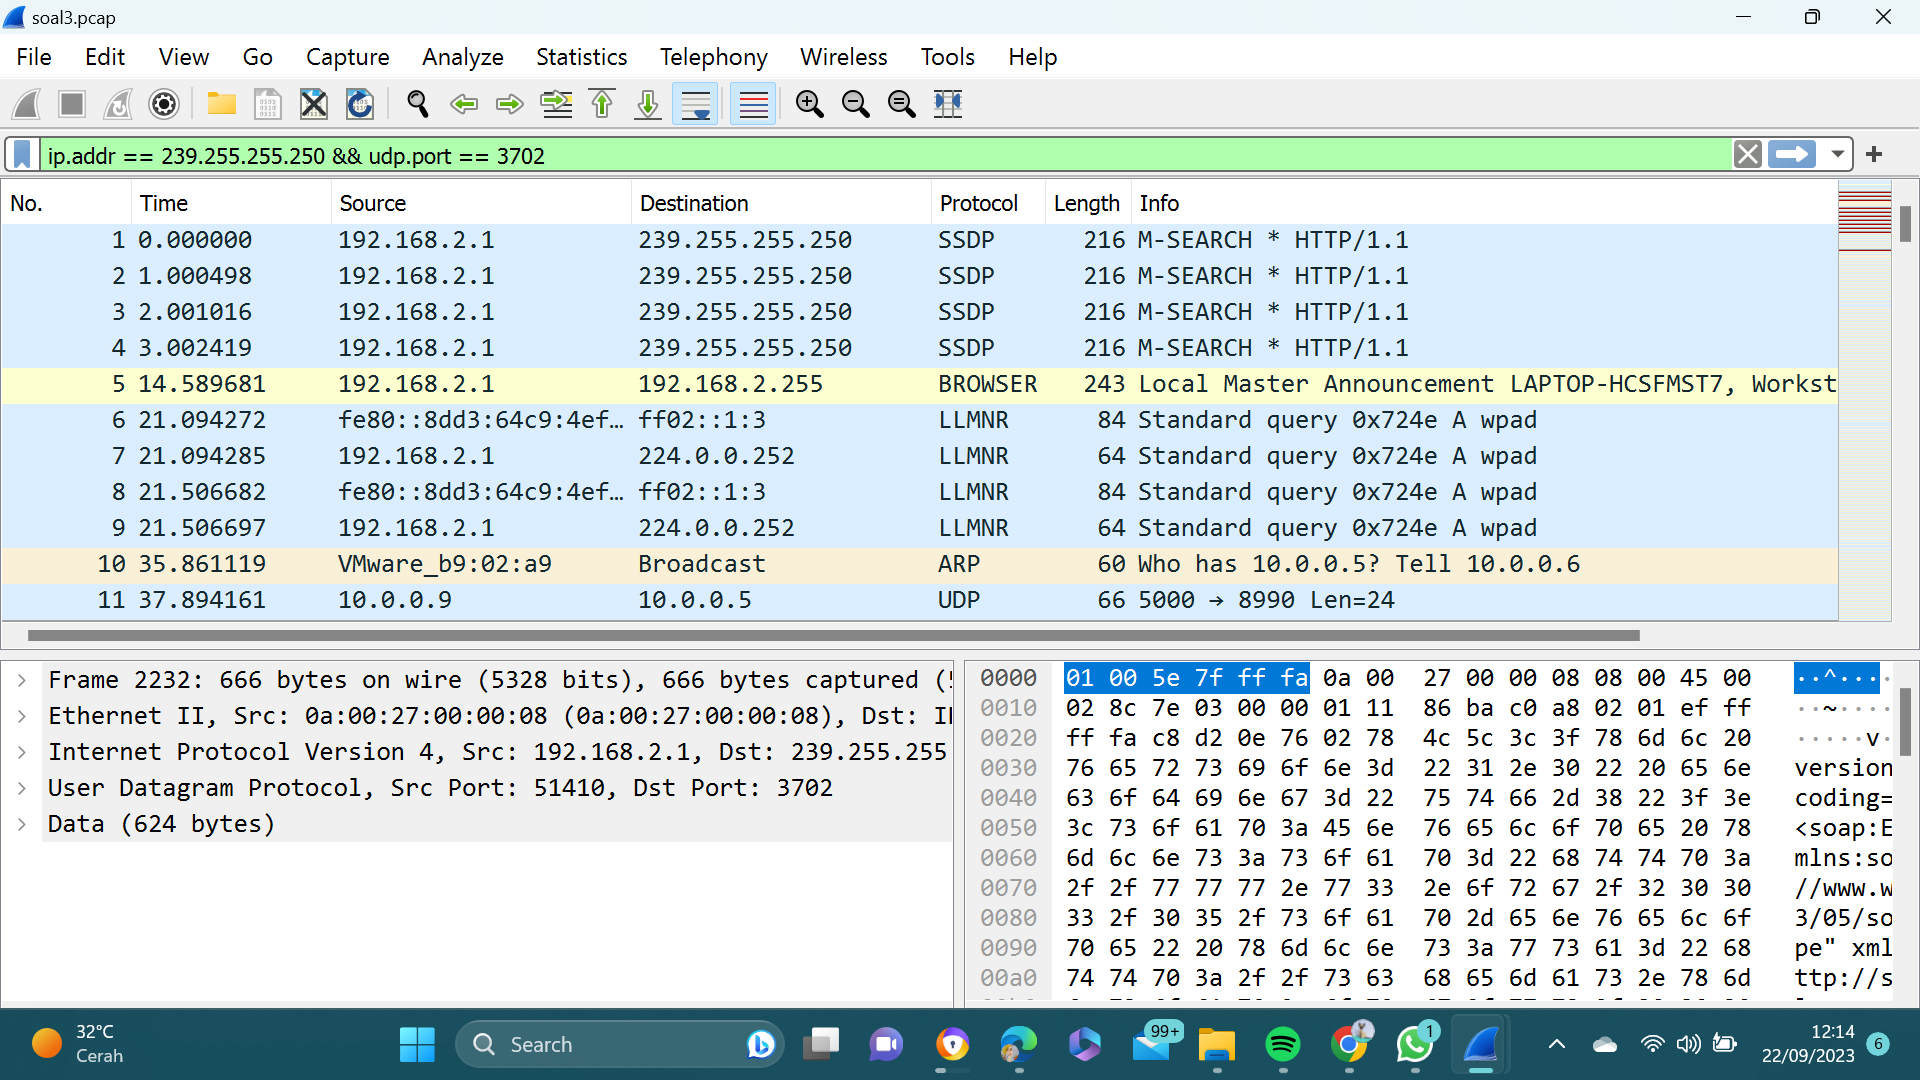 soal3.pcap
File Edit View Go Capture Analyze Statistics Telephony Wireless Tools Help
ip.addr == 239.255.255.250 && udp.port == 3702
No. Time Source Destination Protocol Length Info
1 0.000000 192.168.2.1 239.255.255.250 SSDP 216 M-SEARCH * HTTP/1.1
2 1.000498 192.168.2.1 239.255.255.250 SSDP 216 M-SEARCH * HTTP/1.1
3 2.001016 192.168.2.1 239.255.255.250 SSDP 216 M-SEARCH * HTTP/1.1
4 3.002419 192.168.2.1 239.255.255.250 SSDP 216 M-SEARCH * HTTP/1.1
5 14.589681 192.168.2.1 192.168.2.255 BROWSER 243 Local Master Announcement LAPTOP-HCSFMST7, Workst
6 21.094272 fe80::8dd3:64c9:4ef… ff02::1:3 LLMNR 84 Standard query 0x724e A wpad
7 21.094285 192.168.2.1 224.0.0.252 LLMNR 64 Standard query 0x724e A wpad
8 21.506682 fe80::8dd3:64c9:4ef… ff02::1:3 LLMNR 84 Standard query 0x724e A wpad
9 21.506697 192.168.2.1 224.0.0.252 LLMNR 64 Standard query 0x724e A wpad
10 35.861119 VMware_b9:02:a9 Broadcast ARP 60 Who has 10.0.0.5? Tell 10.0.0.6
11 37.894161 10.0.0.9 10.0.0.5 UDP 66 5000 → 8990 Len=24
Frame 2232: 666 bytes on wire (5328 bits), 666 bytes captured (
Ethernet II, Src: 0a:00:27:00:00:08 (0a:00:27:00:00:08), Dst:
Internet Protocol Version 4, Src: 192.168.2.1, Dst: 239.255.255
User Datagram Protocol, Src Port: 51410, Dst Port: 3702
Data (624 bytes)
0000 01 00 5e 7f ff fa 0a 00 27 00 00 08 08 00 45 00 ··^····
0010 02 8c 7e 03 00 00 01 11 86 ba c0 a8 02 01 ef ff ··~····
0020 ff fa c8 d2 0e 76 02 78 4c 5c 3c 3f 78 6d 6c 20 ·····v·
0030 76 65 72 73 69 6f 6e 3d 22 31 2e 30 22 20 65 6e version
0040 63 6f 64 69 6e 67 3d 22 75 74 66 2d 38 22 3f 3e coding=
0050 3c 73 6f 61 70 3a 45 6e 76 65 6c 6f 70 65 20 78 <soap:E
0060 6d 6c 6e 73 3a 73 6f 61 70 3d 22 68 74 74 70 3a mlns:so
0070 2f 2f 77 77 77 2e 77 33 2e 6f 72 67 2f 32 30 30 //www.w
0080 33 2f 30 35 2f 73 6f 61 70 2d 65 6e 76 65 6c 6f 3/05/so
0090 70 65 22 20 78 6d 6c 6e 73 3a 77 73 61 3d 22 68 pe" xml
00a0 74 74 70 3a 2f 2f 73 63 68 65 6d 61 73 2e 78 6d ttp://s
32°C
Cerah
Search
99+
1
12:14
22/09/2023
6